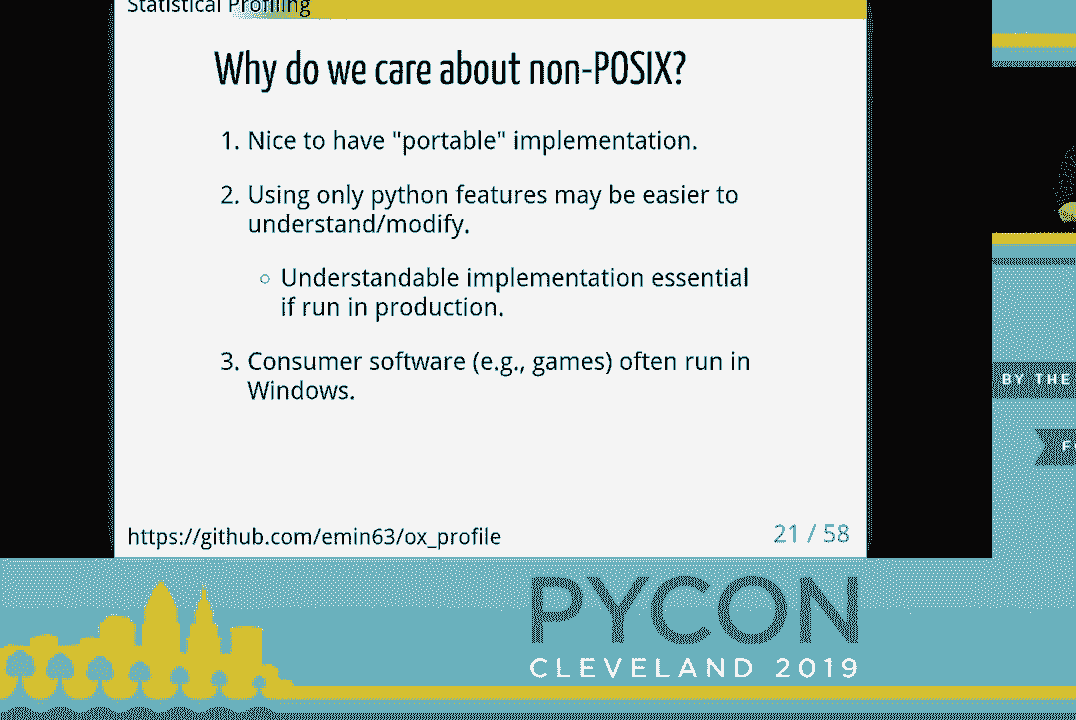 Statistical Profiling
Why do we care about non-POSIX?
1. Nice to have "portable" implementation.
2. Using only python features may be easier to
understand/modify.
○ Understandable implementation essential
if run in production.
3. Consumer software (e.g., games) often run in
Windows.
https://github.com/emin63/ox_profile
21 / 58
BY THE
PYCON
CLEVELAND 2019